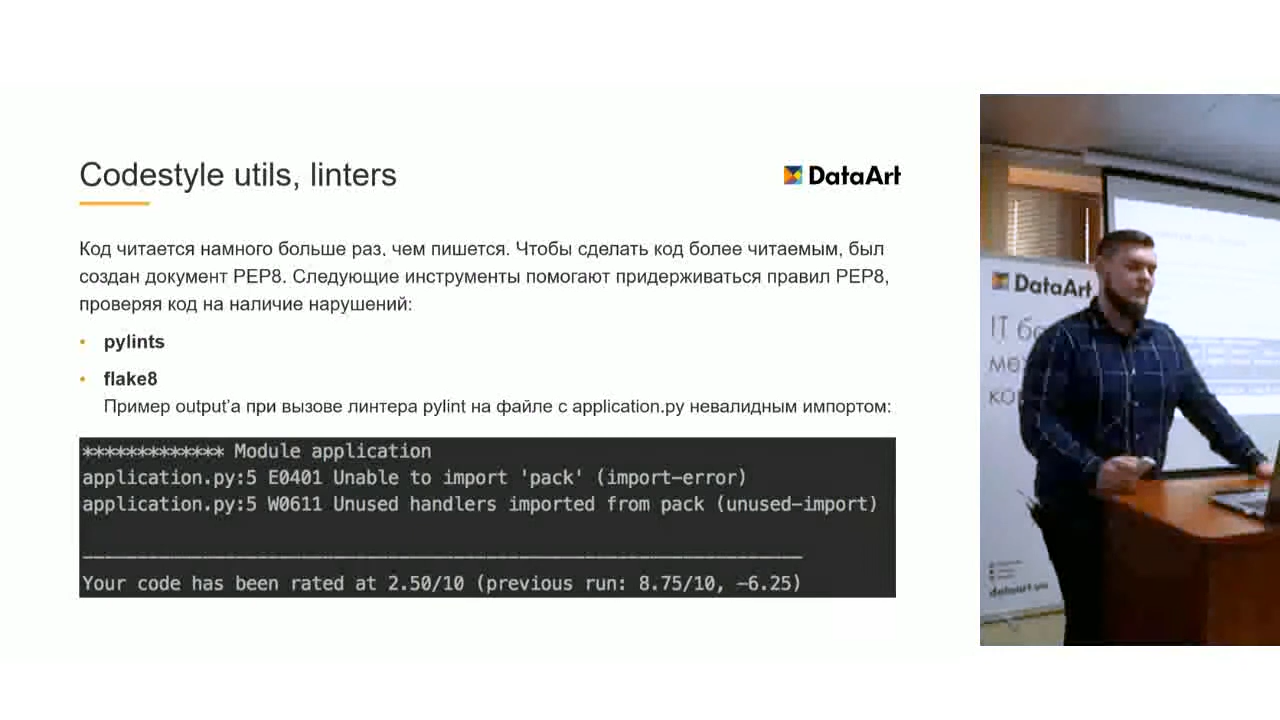 Codestyle utils, linters
DataArt
Код читается намного больше раз, чем пишется. Чтобы сделать код более читаемым, был
создан документ PEP8. Следующие инструменты помогают придерживаться правил PEP8,
проверяя код на наличие нарушений:
• pylints
• flake8
Пример output'a при вызове линтера pylint на файле с application.py невалидным импортом:
************* Module application
application.py:5 E0401 Unable to import 'pack' (import-error)
application.py:5 W0611 Unused handlers imported from pack (unused-import)
Your code has been rated at 2.50/10 (previous run: 8.75/10, -6.25)
DataArt
IT